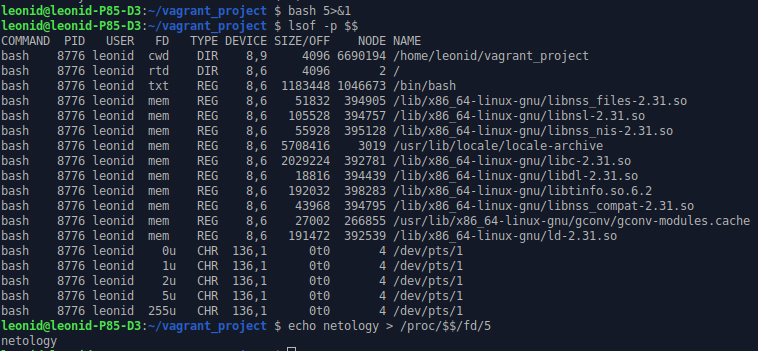 leonid@leonid-P85-D3:~/vagrant_project $ bash 5>&1
leonid@leonid-P85-D3:~/vagrant_project $ lsof -p $$
COMMAND  PID   USER   FD   TYPE DEVICE SIZE/OFF    NODE NAME
bash    8776 leonid  cwd    DIR    8,9     4096 6690194 /home/leonid/vagrant_project
bash    8776 leonid  rtd    DIR    8,6     4096       2 /
bash    8776 leonid  txt    REG    8,6  1183448 1046673 /bin/bash
bash    8776 leonid  mem    REG    8,6    51832  394905 /lib/x86_64-linux-gnu/libnss_files-2.31.so
bash    8776 leonid  mem    REG    8,6   105528  394757 /lib/x86_64-linux-gnu/libnsl-2.31.so
bash    8776 leonid  mem    REG    8,6    55928  395128 /lib/x86_64-linux-gnu/libnss_nis-2.31.so
bash    8776 leonid  mem    REG    8,6  5708416    3019 /usr/lib/locale/locale-archive
bash    8776 leonid  mem    REG    8,6  2029224  392781 /lib/x86_64-linux-gnu/libc-2.31.so
bash    8776 leonid  mem    REG    8,6    18816  394439 /lib/x86_64-linux-gnu/libdl-2.31.so
bash    8776 leonid  mem    REG    8,6   192032  398283 /lib/x86_64-linux-gnu/libtinfo.so.6.2
bash    8776 leonid  mem    REG    8,6    43968  394795 /lib/x86_64-linux-gnu/libnss_compat-2.31.so
bash    8776 leonid  mem    REG    8,6    27002  266855 /usr/lib/x86_64-linux-gnu/gconv/gconv-modules.cache
bash    8776 leonid  mem    REG    8,6   191472  392539 /lib/x86_64-linux-gnu/ld-2.31.so
bash    8776 leonid    0u   CHR  136,1      0t0       4 /dev/pts/1
bash    8776 leonid    1u   CHR  136,1      0t0       4 /dev/pts/1
bash    8776 leonid    2u   CHR  136,1      0t0       4 /dev/pts/1
bash    8776 leonid    5u   CHR  136,1      0t0       4 /dev/pts/1
bash    8776 leonid  255u   CHR  136,1      0t0       4 /dev/pts/1
leonid@leonid-P85-D3:~/vagrant_project $ echo netology > /proc/$$/fd/5
netology